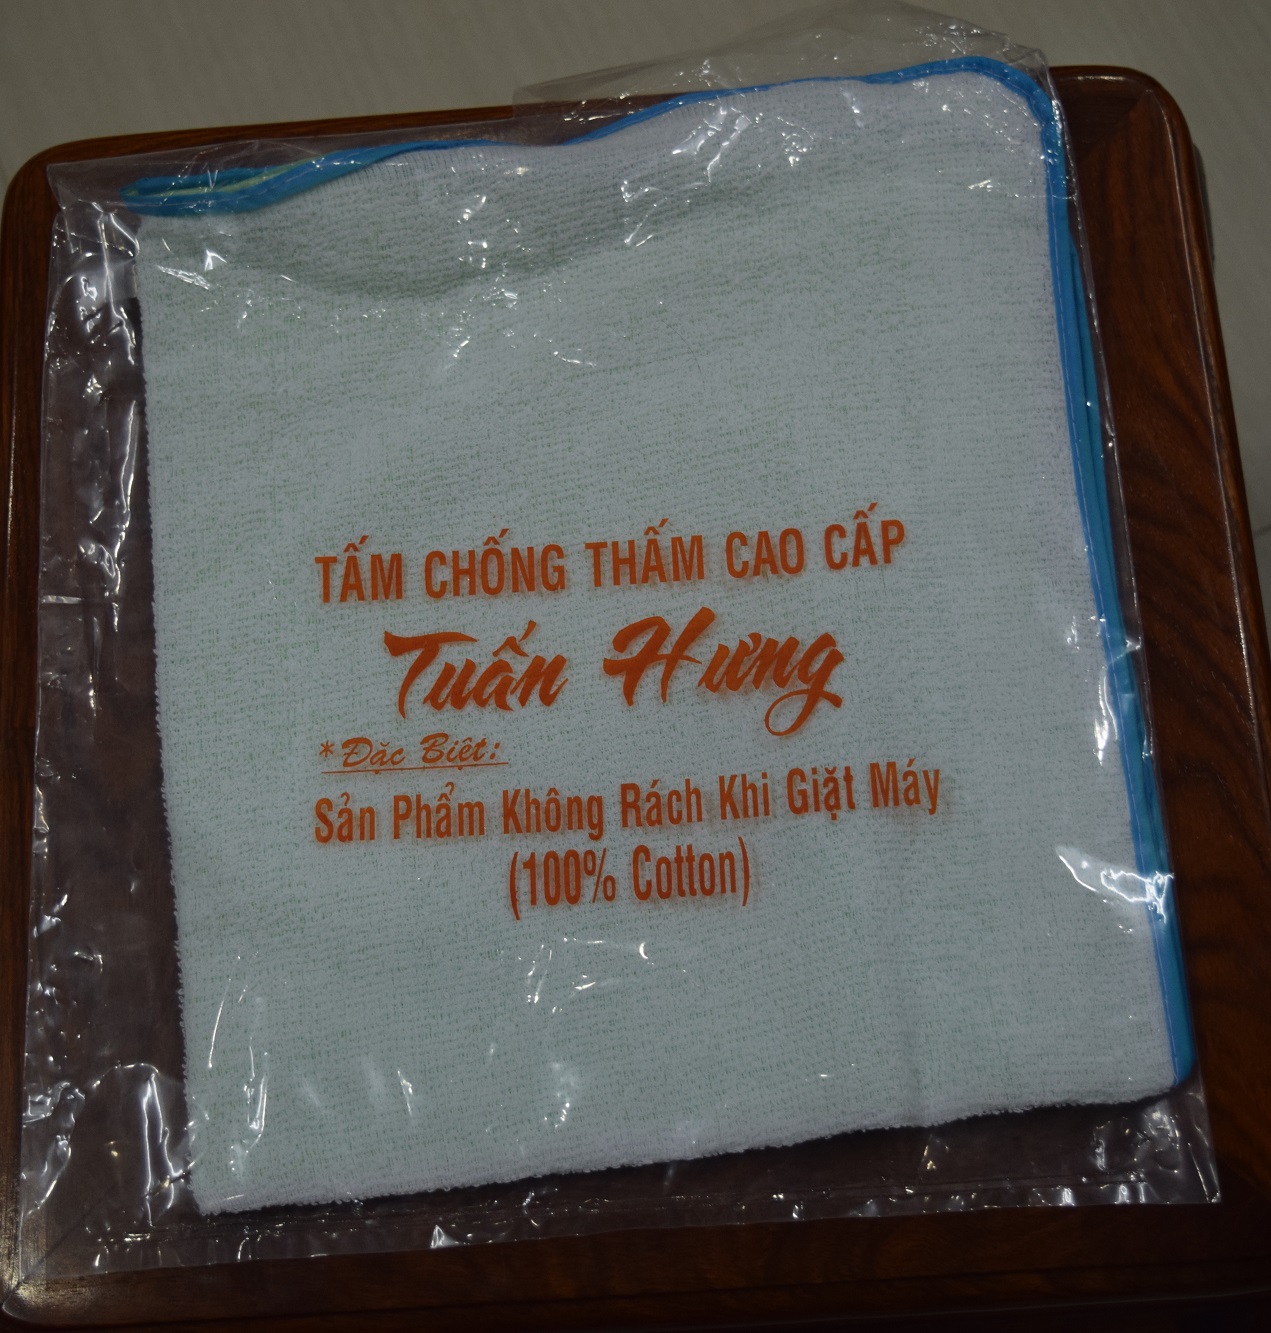 TẤM CHỐNG THẤM CAO CẤP
Tuấn Hưng
*Đặc Biệt:
Sản Phẩm Không Rách Khi Giặt Máy
(100% Cotton)